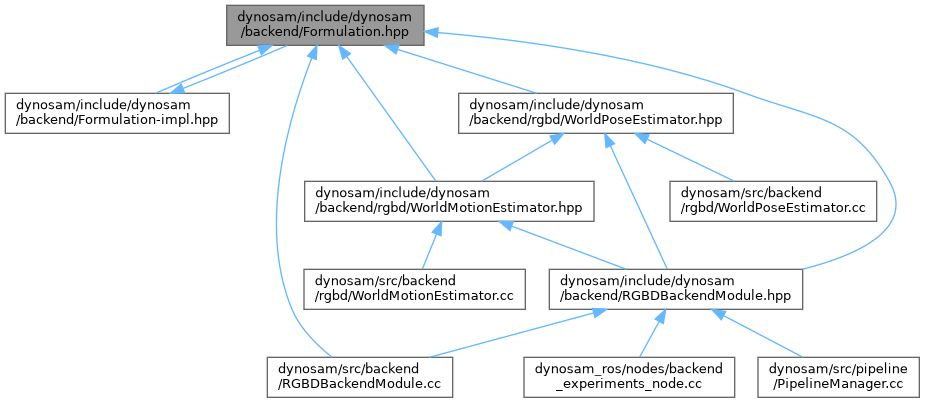 dynosam/include/dynosam
/backend/Formulation.hpp
dynosam/include/dynosam
/backend/Formulation-impl.hpp
dynosam/include/dynosam
/backend/rgbd/WorldPoseEstimator.hpp
dynosam/include/dynosam
/backend/rgbd/WorldMotionEstimator.hpp
dynosam/src/backend
/rgbd/WorldPoseEstimator.cc
dynosam/src/backend
/rgbd/WorldMotionEstimator.cc
dynosam/include/dynosam
/backend/RGBDBackendModule.hpp
dynosam/src/backend
/RGBDBackendModule.cc
dynosam_ros/nodes/backend
_experiments_node.cc
dynosam/src/pipeline
/PipelineManager.cc